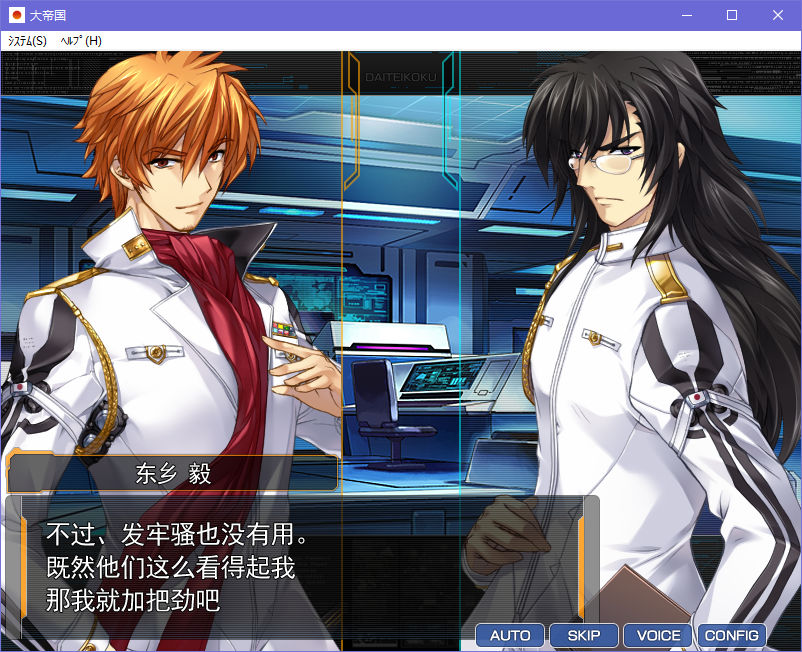 大帝国
ｼｽﾃﾑ(S) ﾍﾙﾌﾟ(H)
DAITEIKOKU
东乡 毅
不过、发牢骚也没有用。
既然他们这么看得起我
那我就加把劲吧
AUTO SKIP VOICE CONFIG